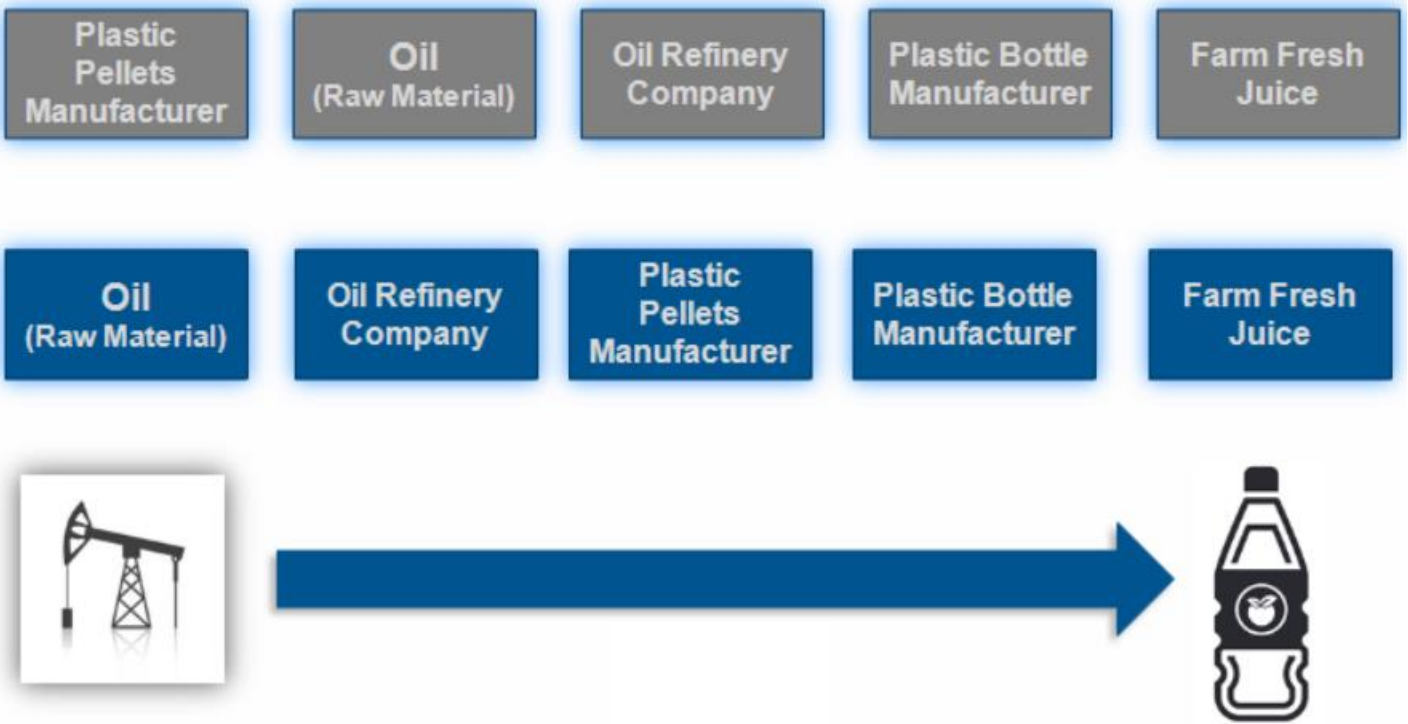 Plastic
Pellets
Manufacturer
Oil
(Raw Material)
Oil Refinery
Company
Plastic Bottle
Manufacturer
Farm Fresh
Juice
Oil
(Raw Material)
Oil Refinery
Company
Plastic
Pellets
Manufacturer
Plastic Bottle
Manufacturer
Farm Fresh
Juice